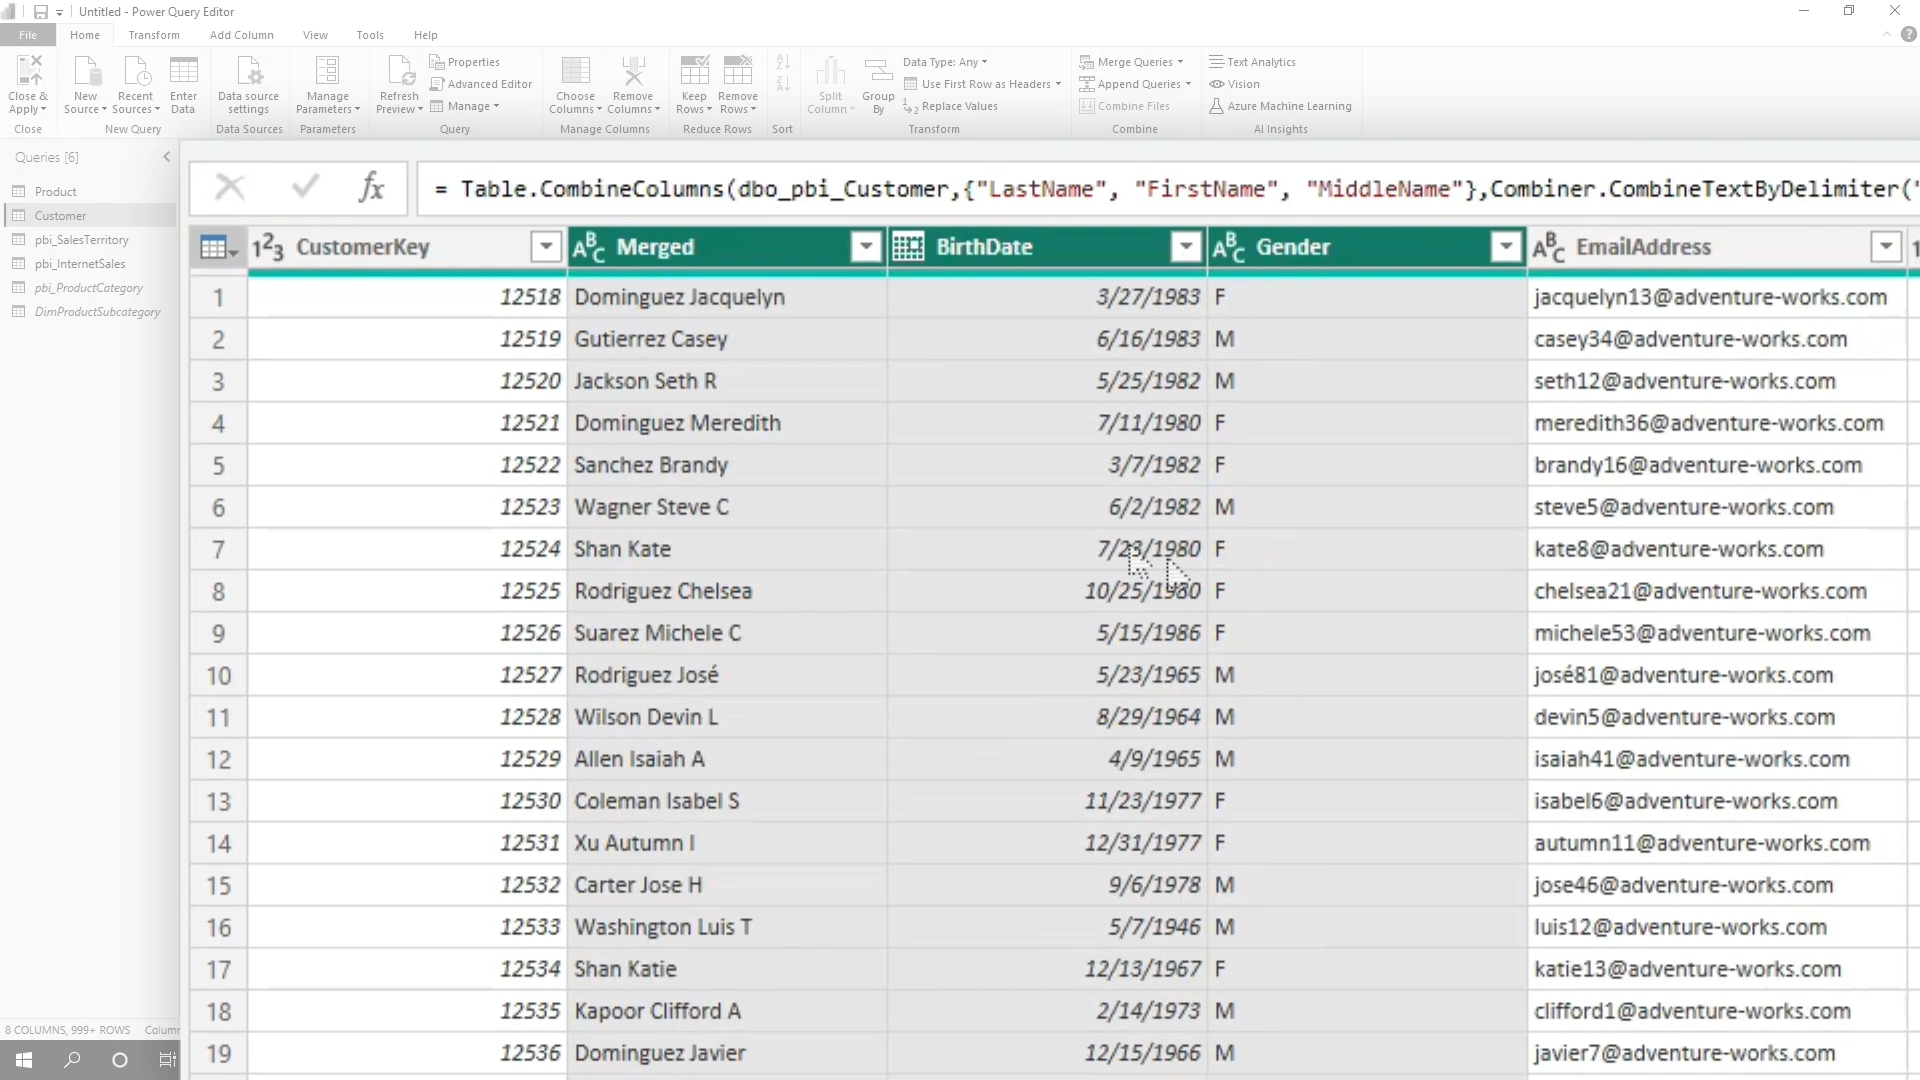 Untitled - Power Query Editor
File Home Transform Add Column View Tools Help
Close & Apply
New Source
Recent Sources
Enter Data
Data source settings
Manage Parameters
Refresh Preview
Properties
Advanced Editor
Manage
Choose Columns
Remove Columns
Keep Rows
Remove Rows
Split Column
Group By
Data Type: Any
Use First Row as Headers
Replace Values
Merge Queries
Append Queries
Combine Files
Text Analytics
Vision
Azure Machine Learning
Close New Query Data Sources Parameters Query Manage Columns Reduce Rows Sort Transform Combine AI Insights
Queries [6]
Product
Customer
pbi_SalesTerritory
pbi_InternetSales
pbi_ProductCategory
DimProductSubcategory
fx = Table.CombineColumns(dbo_pbi_Customer,{"LastName", "FirstName", "MiddleName"},Combiner.CombineTextByDelimiter("
123 CustomerKey ABC Merged BirthDate ABC Gender ABC EmailAddress 1
1 12518 Dominguez Jacquelyn 3/27/1983 F jacquelyn13@adventure-works.com
2 12519 Gutierrez Casey 6/16/1983 M casey34@adventure-works.com
3 12520 Jackson Seth R 5/25/1982 M seth12@adventure-works.com
4 12521 Dominguez Meredith 7/11/1980 F meredith36@adventure-works.com
5 12522 Sanchez Brandy 3/7/1982 F brandy16@adventure-works.com
6 12523 Wagner Steve C 6/2/1982 M steve5@adventure-works.com
7 12524 Shan Kate 7/23/1980 F kate8@adventure-works.com
8 12525 Rodriguez Chelsea 10/25/1980 F chelsea21@adventure-works.com
9 12526 Suarez Michele C 5/15/1986 F michele53@adventure-works.com
10 12527 Rodriguez José 5/23/1965 M josé81@adventure-works.com
11 12528 Wilson Devin L 8/29/1964 M devin5@adventure-works.com
12 12529 Allen Isaiah A 4/9/1965 M isaiah41@adventure-works.com
13 12530 Coleman Isabel S 11/23/1977 F isabel6@adventure-works.com
14 12531 Xu Autumn I 12/31/1977 F autumn11@adventure-works.com
15 12532 Carter Jose H 9/6/1978 M jose46@adventure-works.com
16 12533 Washington Luis T 5/7/1946 M luis12@adventure-works.com
17 12534 Shan Katie 12/13/1967 F katie13@adventure-works.com
18 12535 Kapoor Clifford A 2/14/1973 M clifford1@adventure-works.com
19 12536 Dominguez Javier 12/15/1966 M javier7@adventure-works.com
8 COLUMNS, 999+ ROWS Colum